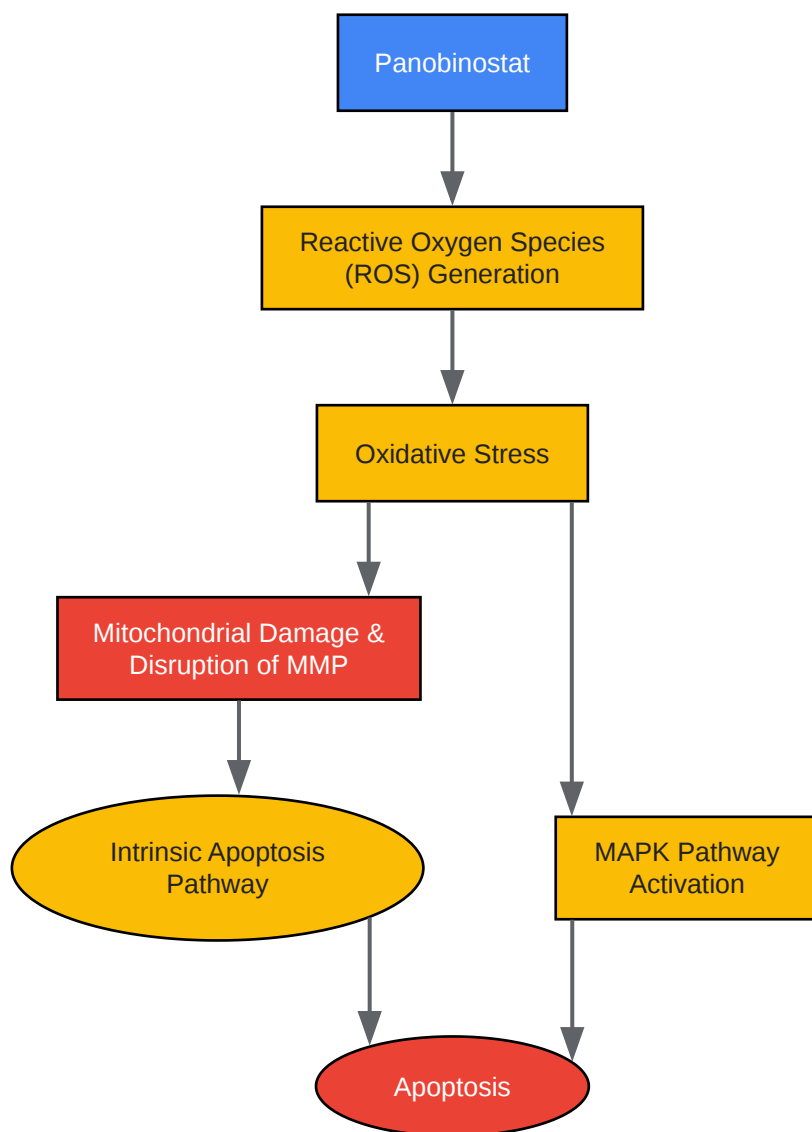 Panobinostat
Reactive Oxygen Species
(ROS) Generation
Oxidative Stress
Mitochondrial Damage &
Disruption of MMP
Intrinsic Apoptosis
Pathway
MAPK Pathway
Activation
Apoptosis